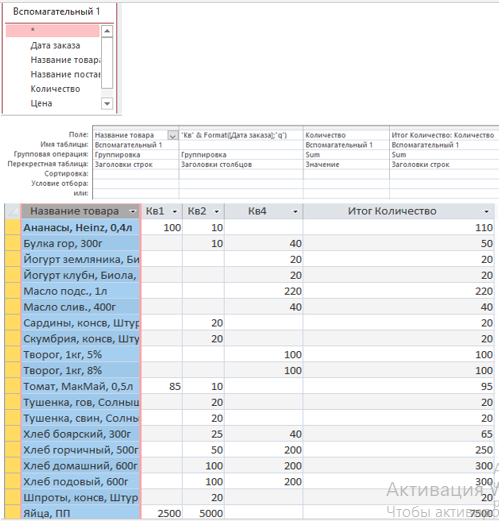 Вспомагательный 1
*
Дата заказа
Название товара
Название постав
Количество
Цена
Поле: Название товара 'Кв' & Format([Дата заказа];'q') Количество Итог Количество: Количество
Имя таблицы: Вспомагательный 1 Вспомагательный 1 Вспомагательный 1
Групповая операция: Группировка Группировка Sum Sum
Перекрестная таблица: Заголовки строк Заголовки столбцов Значение Заголовки строк
Сортировка:
Условие отбора:
или:
Название товара Кв1 Кв2 Кв4 Итог Количество
Ананасы, Heinz, 0,4л 100 10 110
Булка гор, 300г 10 40 50
Йогурт земляника, Би 20 20
Йогурт клубн, Биола, 20 20
Масло подс., 1л 220 220
Масло слив., 400г 40 40
Сардины, консв, Штур 20 20
Скумбрия, консв, Шту 20 20
Творог, 1кг, 5% 100 100
Творог, 1кг, 8% 100 100
Томат, МакМай, 0,5л 85 10 95
Тушенка, гов, Солныш 20 20
Тушенка, свин, Солны 20 20
Хлеб боярский, 300г 25 40 65
Хлеб горчичный, 500г 50 200 250
Хлеб домашний, 600г 100 200 300
Хлеб подовый, 600г 100 200 300
Шпроты, консв, Штур 20 20
Яйца, ПП 2500 5000 7500
Активация W
Чтобы активиро